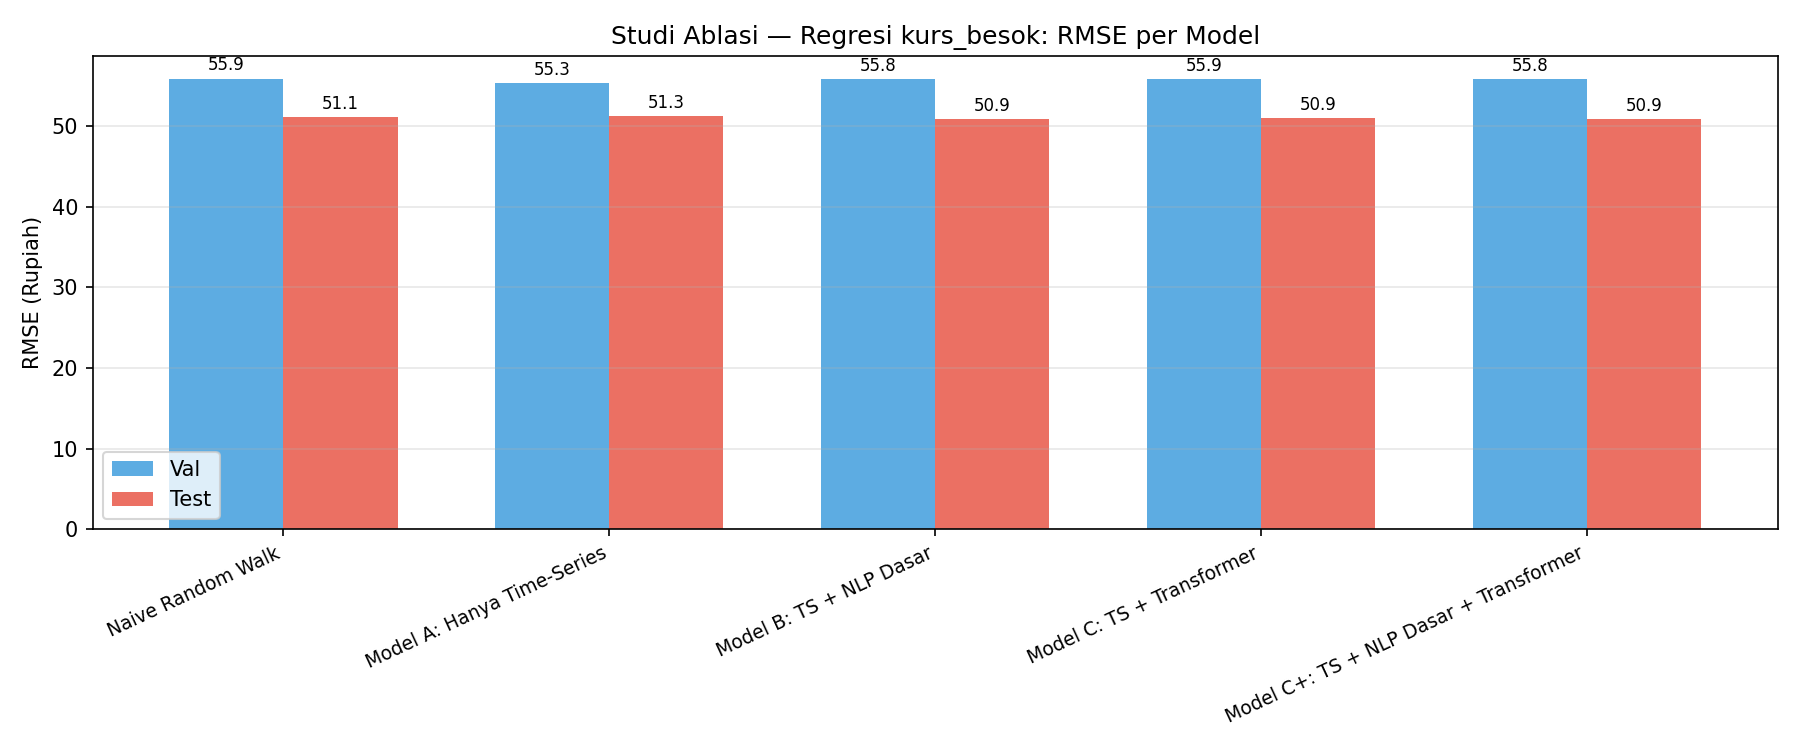 Studi Ablasi — Regresi kurs_besok: RMSE per Model
55.9
51.1
55.3
51.3
55.8
50.9
55.9
50.9
55.8
50.9
RMSE (Rupiah)
50
40
30
20
10
0
Val
Test
Naive Random Walk
Model A: Hanya Time-Series
Model B: TS + NLP Dasar
Model C: TS + Transformer
Model C+: TS + NLP Dasar + Transformer